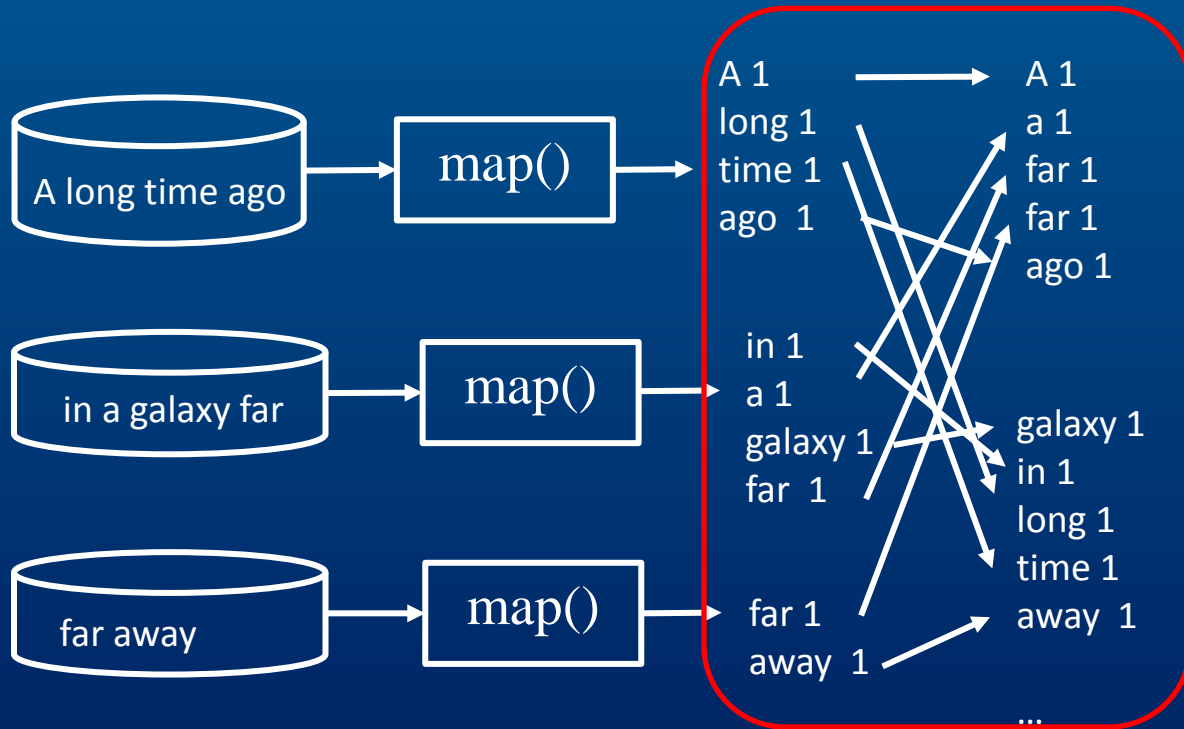 A long time ago
map()
A 1
long 1
time 1
ago 1
in a galaxy far
map()
in 1
a 1
galaxy 1
far 1
far away
map()
far 1
away 1
A 1
a 1
far 1
far 1
ago 1
galaxy 1
in 1
long 1
time 1
away 1
...